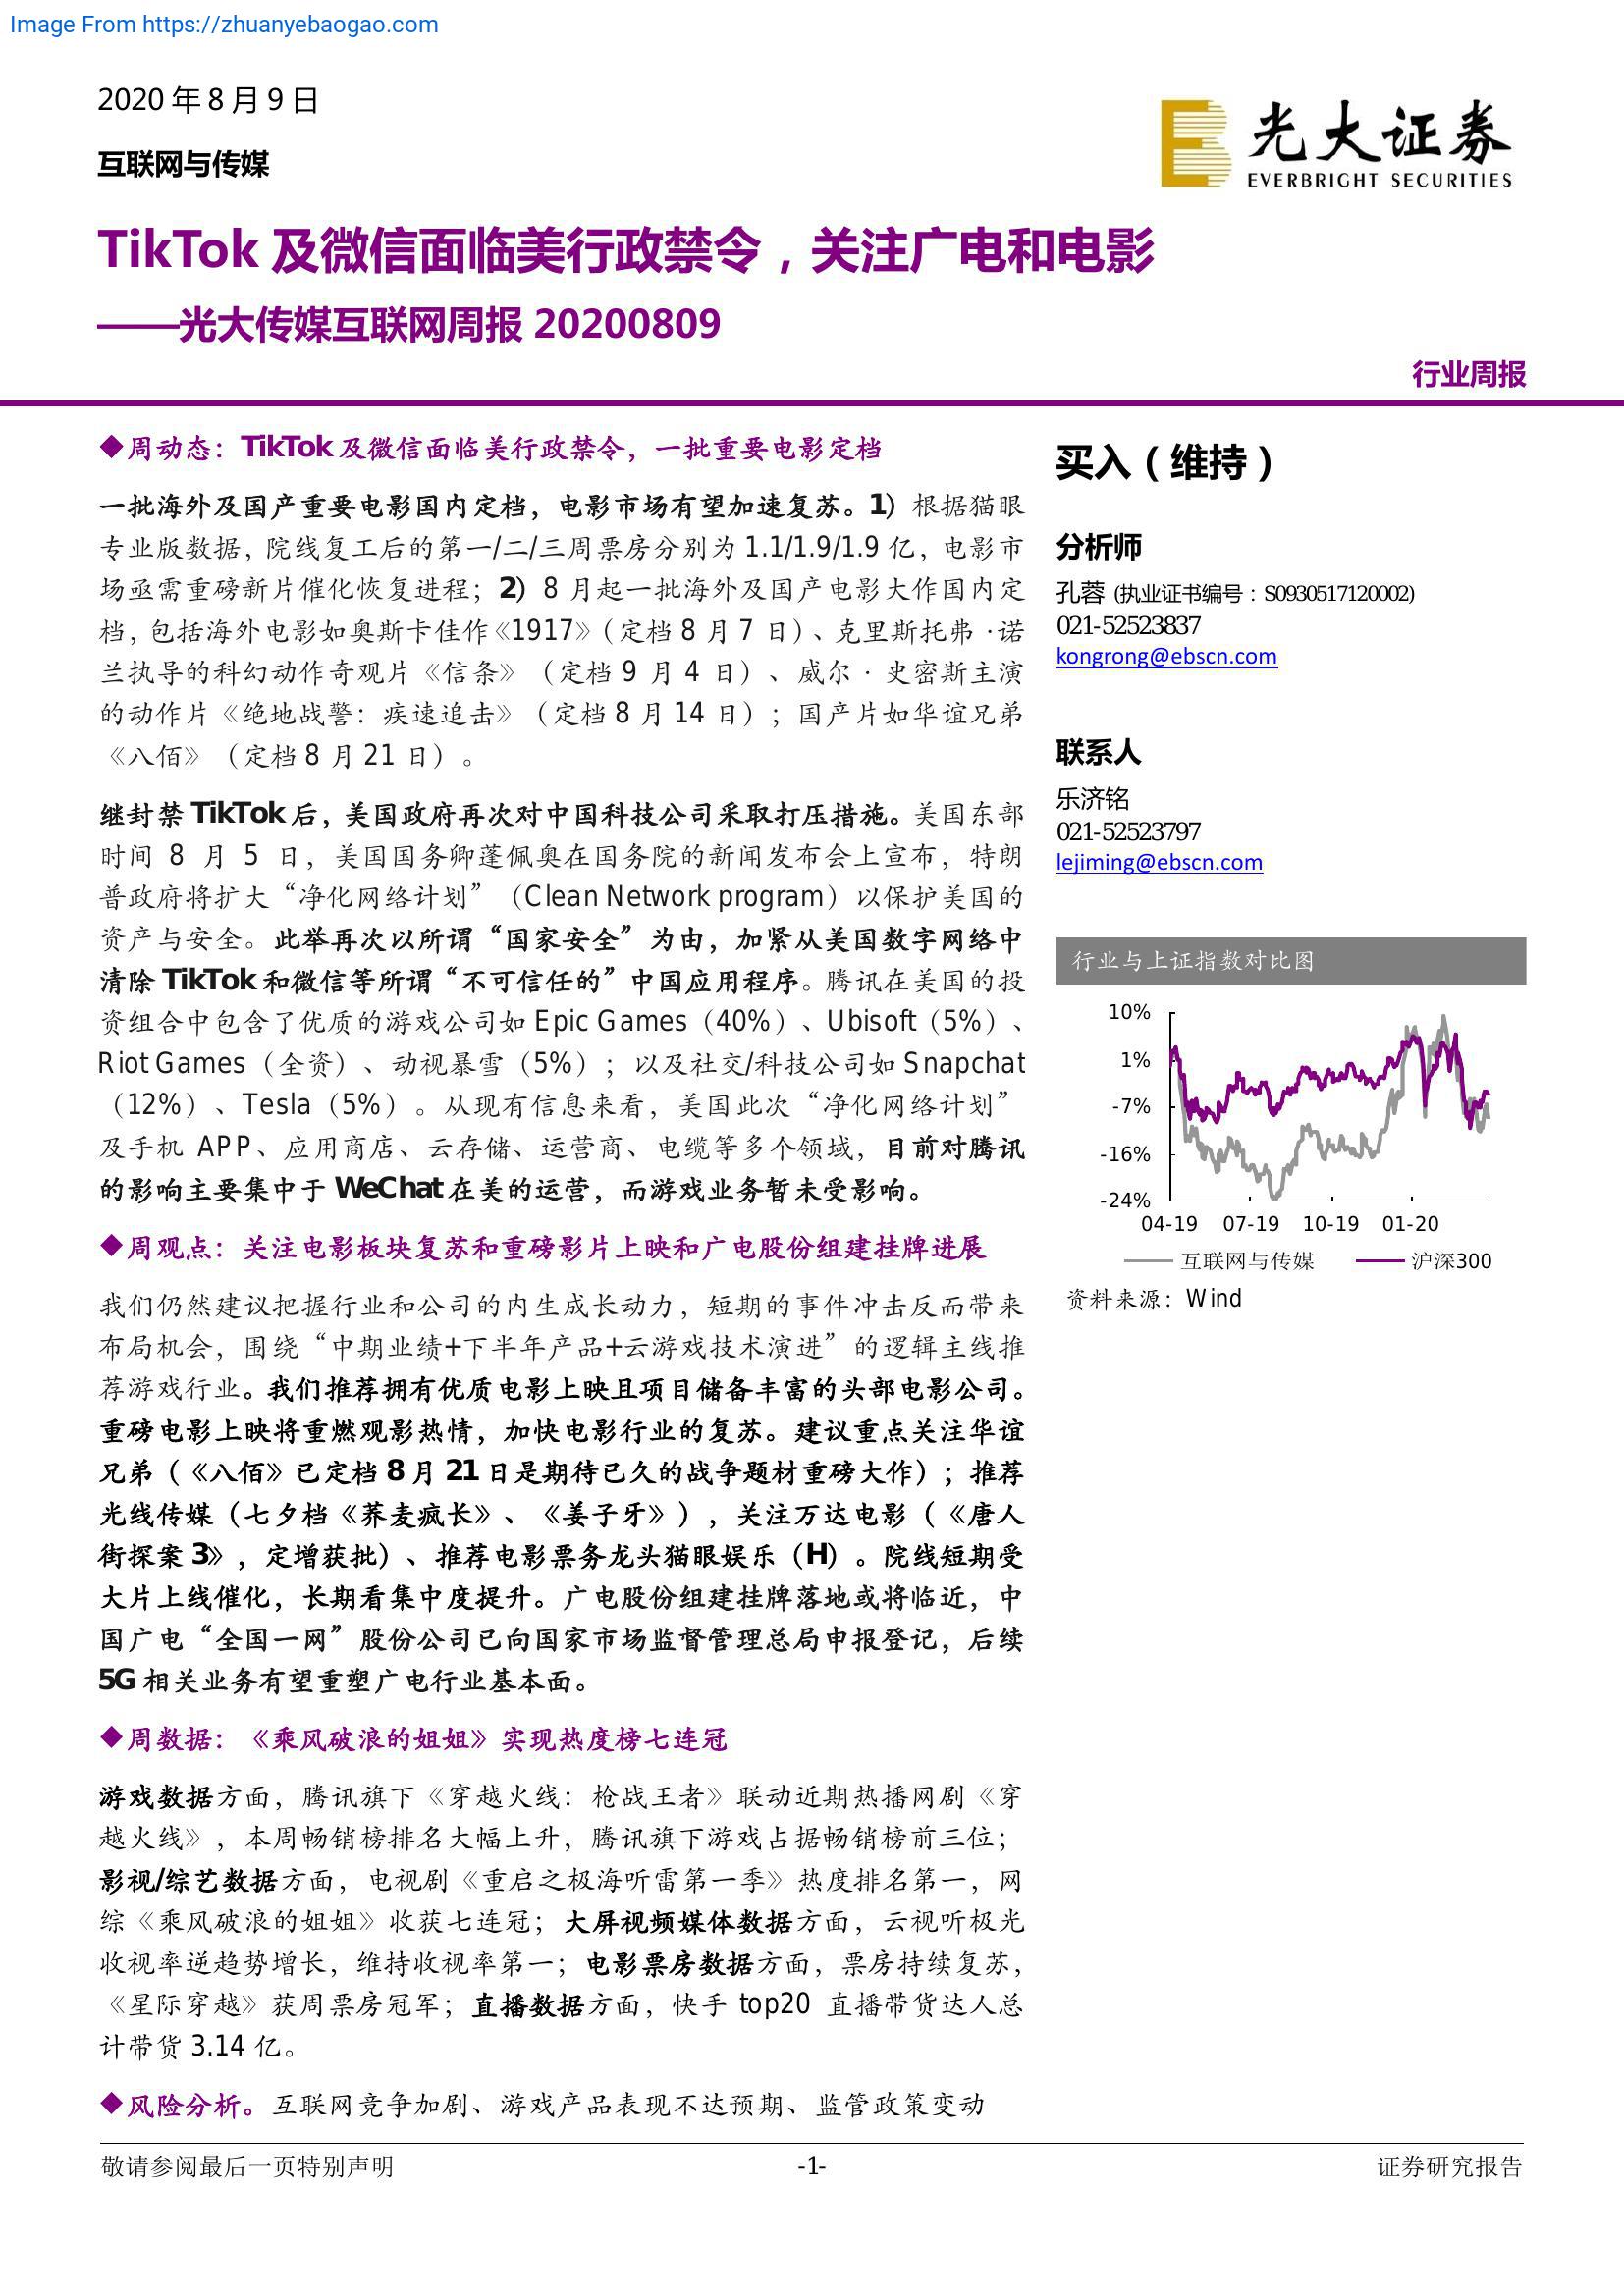 Image From https://zhuanyebaogao.com
2020 年 8 月 9 日
互联网与传媒
光大证券
EVERBRIGHT SECURITIES
TikTok 及微信面临美行政禁令，关注广电和电影
——光大传媒互联网周报 20200809
行业周报
◆周动态：TikTok 及微信面临美行政禁令，一批重要电影定档
一批海外及国产重要电影国内定档，电影市场有望加速复苏。1）根据猫眼
专业版数据，院线复工后的第一/二/三周票房分别为 1.1/1.9/1.9 亿，电影市
场亟需重磅新片催化恢复进程；2）8 月起一批海外及国产电影大作国内定
档，包括海外电影如奥斯卡佳作《1917》（定档 8 月 7 日）、克里斯托弗·诺
兰执导的科幻动作奇观片《信条》（定档 9 月 4 日）、威尔·史密斯主演
的动作片《绝地战警：疾速追击》（定档 8 月 14 日）；国产片如华谊兄弟
《八佰》（定档 8 月 21 日）。
继封禁 TikTok 后，美国政府再次对中国科技公司采取打压措施。美国东部
时间 8 月 5 日，美国国务卿蓬佩奥在国务院的新闻发布会上宣布，特朗
普政府将扩大“净化网络计划”（Clean Network program）以保护美国的
资产与安全。此举再次以所谓“国家安全”为由，加紧从美国数字网络中
清除 TikTok 和微信等所谓“不可信任的”中国应用程序。腾讯在美国的投
资组合中包含了优质的游戏公司如 Epic Games（40%）、Ubisoft（5%）、
Riot Games（全资）、动视暴雪（5%）；以及社交/科技公司如 Snapchat
（12%）、Tesla（5%）。从现有信息来看，美国此次“净化网络计划”
及手机 APP、应用商店、云存储、运营商、电缆等多个领域，目前对腾讯
的影响主要集中于 WeChat 在美的运营，而游戏业务暂未受影响。
◆周观点：关注电影板块复苏和重磅影片上映和广电股份组建挂牌进展
我们仍然建议把握行业和公司的内生成长动力，短期的事件冲击反而带来
布局机会，围绕“中期业绩+下半年产品+云游戏技术演进”的逻辑主线推
荐游戏行业。我们推荐拥有优质电影上映且项目储备丰富的头部电影公司。
重磅电影上映将重燃观影热情，加快电影行业的复苏。建议重点关注华谊
兄弟（《八佰》已定档 8 月 21 日是期待已久的战争题材重磅大作）；推荐
光线传媒（七夕档《荞麦疯长》、《姜子牙》），关注万达电影（《唐人
街探案 3》，定增获批）、推荐电影票务龙头猫眼娱乐（H）。院线短期受
大片上线催化，长期看集中度提升。广电股份组建挂牌落地或将临近，中
国广电“全国一网”股份公司已向国家市场监督管理总局申报登记，后续
5G 相关业务有望重塑广电行业基本面。
◆周数据：《乘风破浪的姐姐》实现热度榜七连冠
游戏数据方面，腾讯旗下《穿越火线：枪战王者》联动近期热播网剧《穿
越火线》，本周畅销榜排名大幅上升，腾讯旗下游戏占据畅销榜前三位；
影视/综艺数据方面，电视剧《重启之极海听雷第一季》热度排名第一，网
综《乘风破浪的姐姐》收获七连冠；大屏视频媒体数据方面，云视听极光
收视率逆趋势增长，维持收视率第一；电影票房数据方面，票房持续复苏，
《星际穿越》获周票房冠军；直播数据方面，快手 top20 直播带货达人总
计带货 3.14 亿。
◆风险分析。互联网竞争加剧、游戏产品表现不达预期、监管政策变动
买入（维持）
分析师
孔蓉 (执业证书编号：S0930517120002)
021-52523837
kongrong@ebscn.com
联系人
乐济铭
021-52523797
lejiming@ebscn.com
行业与上证指数对比图
10%
1%
-7%
-16%
-24%
04-19 07-19 10-19 01-20
互联网与传媒 沪深300
资料来源：Wind
敬请参阅最后一页特别声明 -1- 证券研究报告